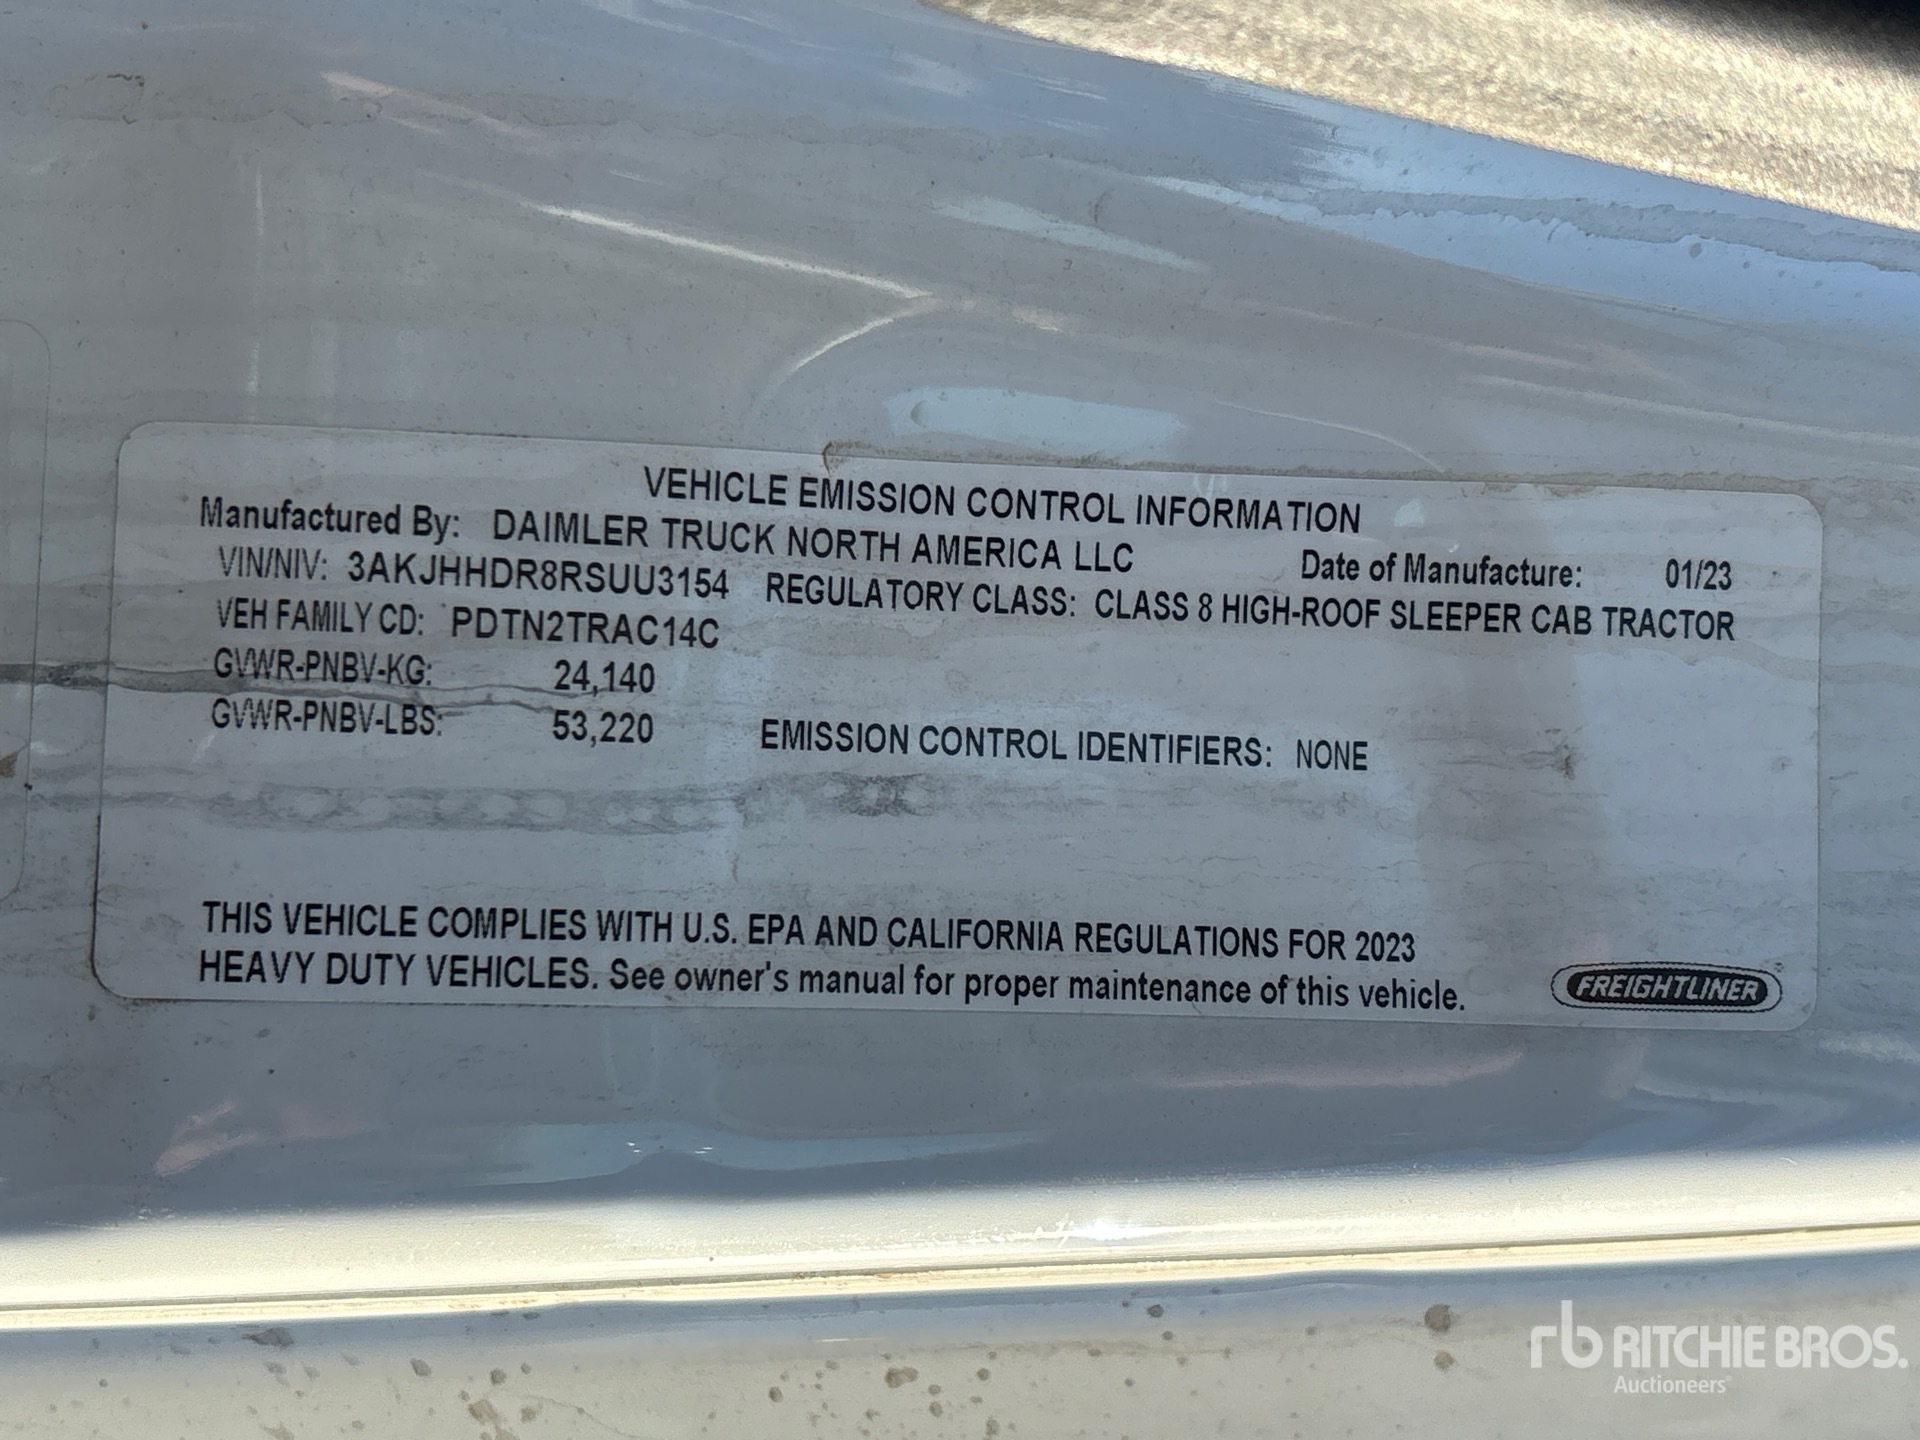 VEHICLE EMISSION CONTROL INFORMATION
Manufactured By: DAIMLER TRUCK NORTH AMERICA LLC Date of Manufacture: 01/23
VIN/NIV: 3AKJHHDR8RSUU3154 REGULATORY CLASS: CLASS 8 HIGH-ROOF SLEEPER CAB TRACTOR
VEH FAMILY CD: PDTN2TRAC14C
GVWR-PNBV-KG: 24,140
GVWR-PNBV-LBS: 53,220 EMISSION CONTROL IDENTIFIERS: NONE
THIS VEHICLE COMPLIES WITH U.S. EPA AND CALIFORNIA REGULATIONS FOR 2023
HEAVY DUTY VEHICLES. See owner's manual for proper maintenance of this vehicle.
FREIGHTLINER
rb RITCHIE BROS.
Auctioneers